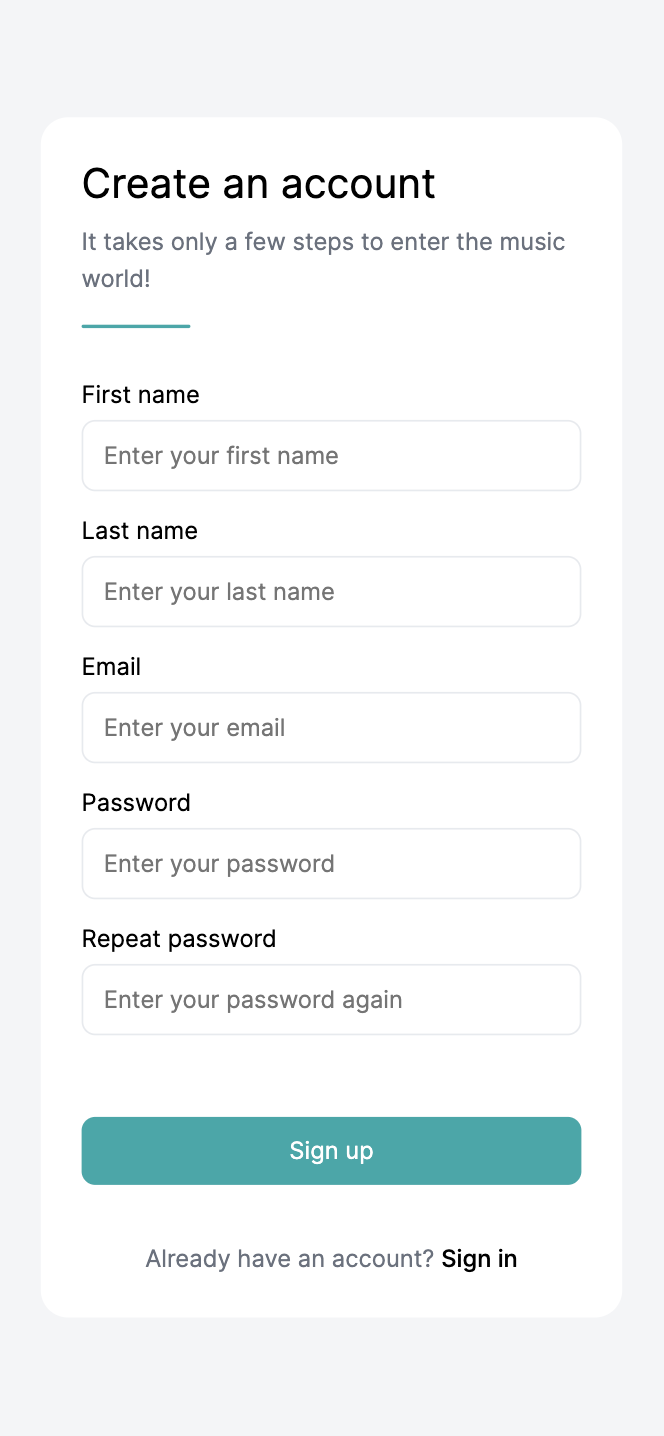 Create an account
It takes only a few steps to enter the music
world!
First name
Enter your first name
Last name
Enter your last name
Email
Enter your email
Password
Enter your password
Repeat password
Enter your password again
Sign up
Already have an account? Sign in